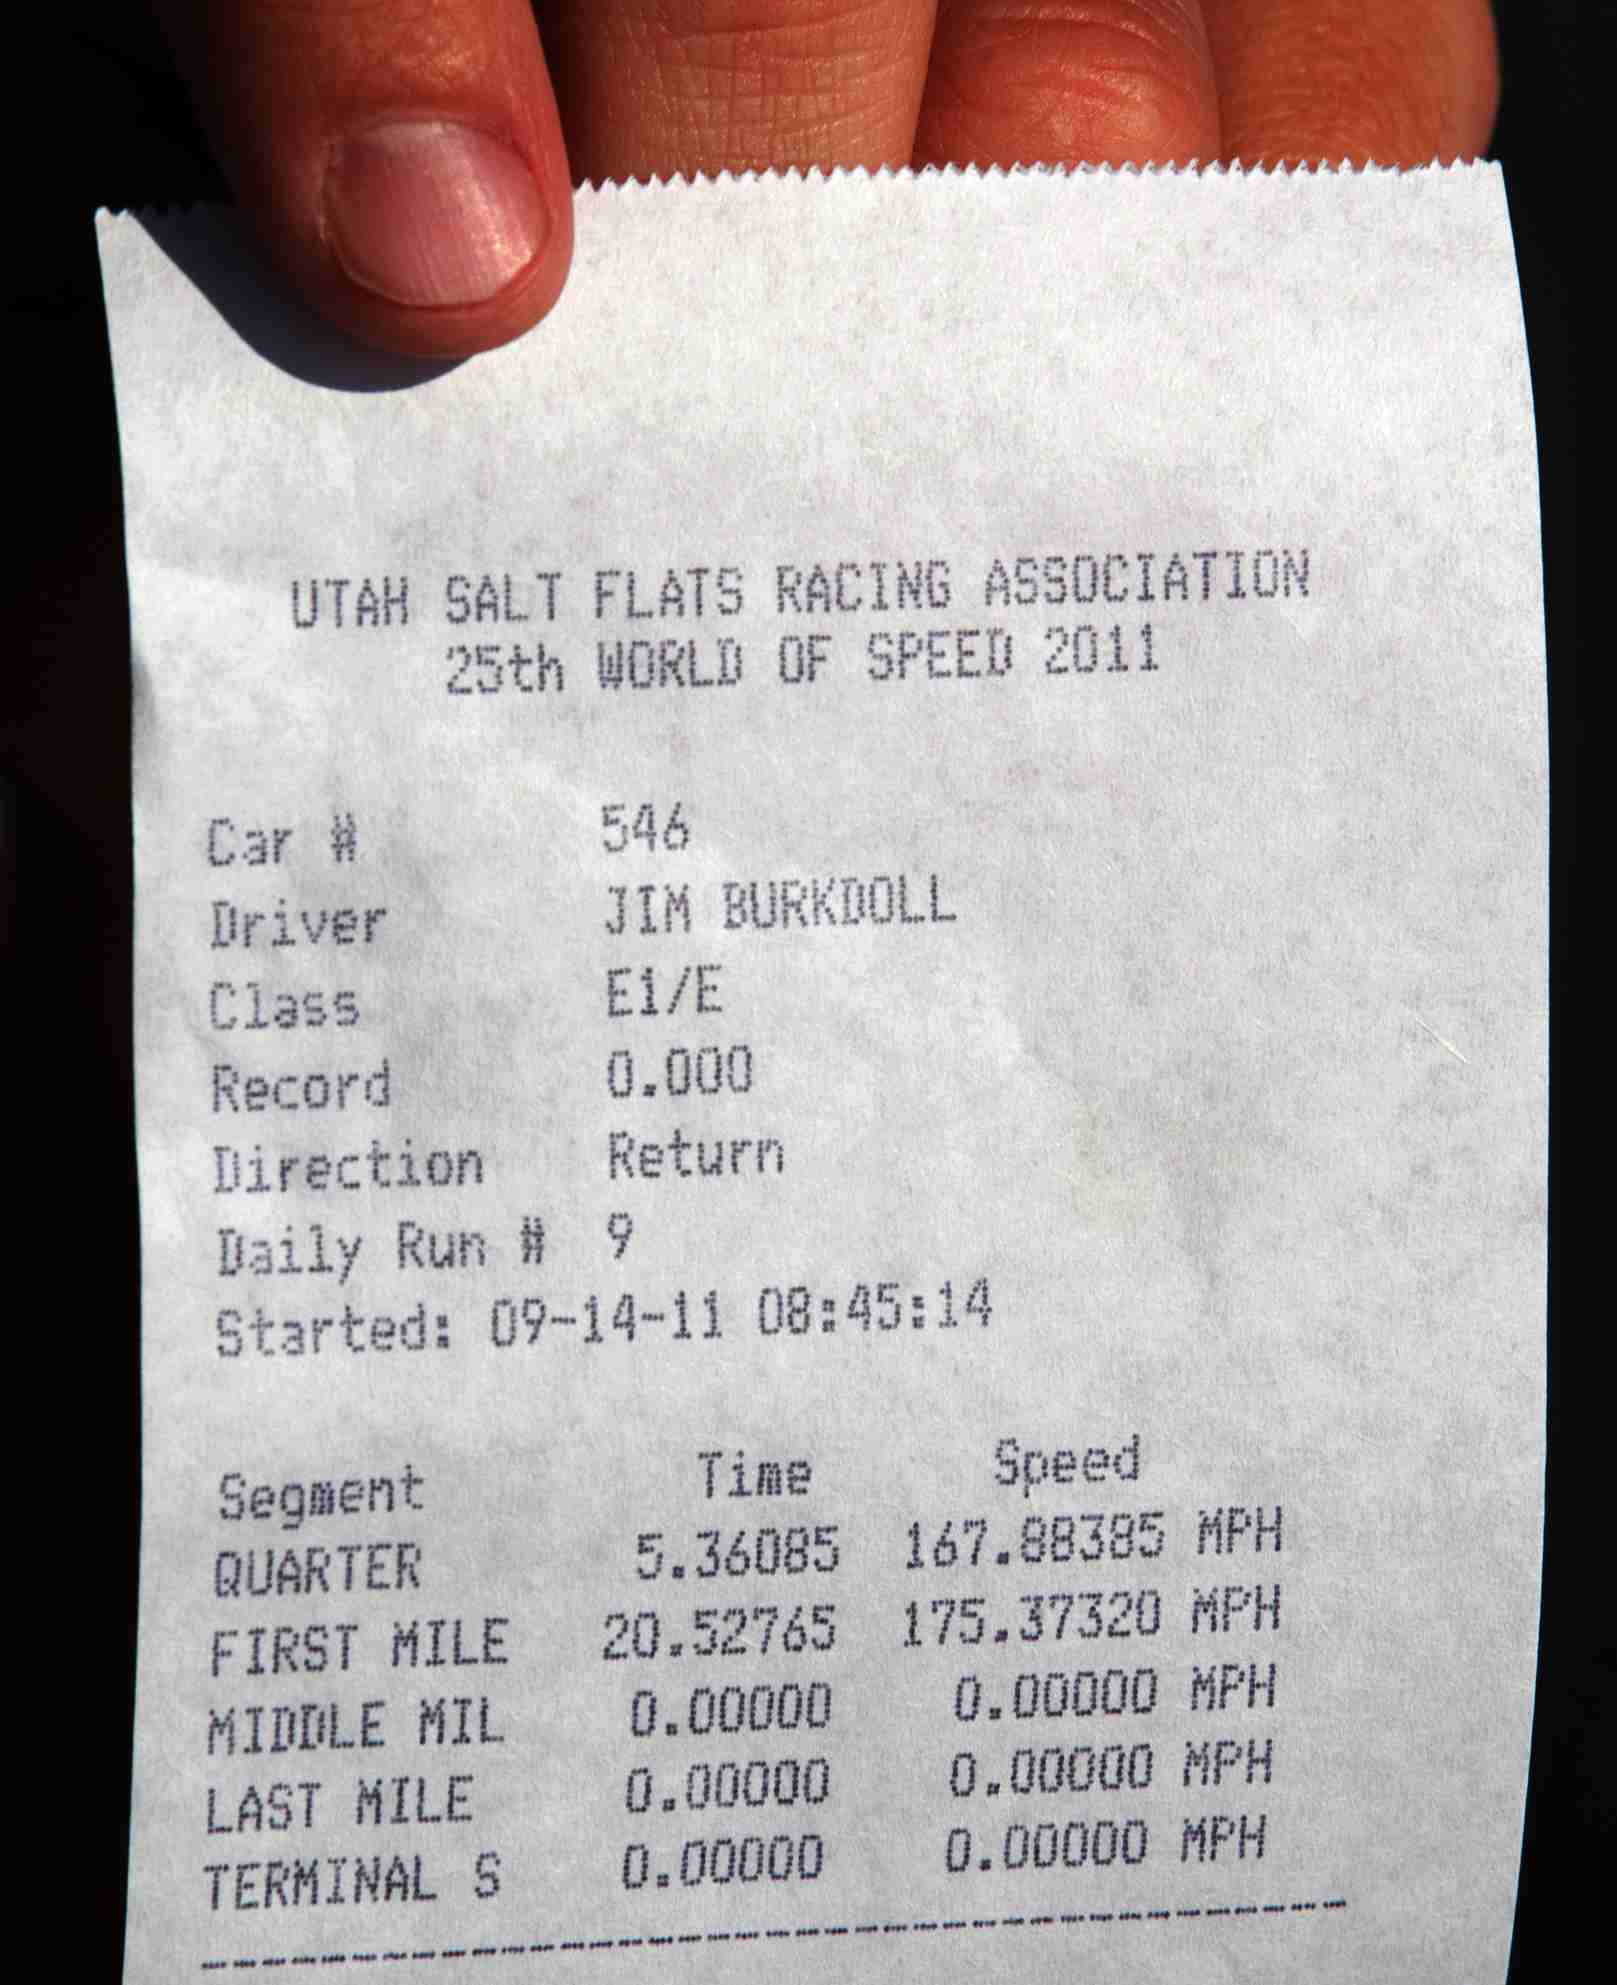 UTAH SALT FLATS RACING ASSOCIATION
25th WORLD OF SPEED 2011
Car # 546
Driver JIM BURKDOLL
Class E1/E
Record 0.000
Direction Return
Daily Run # 9
Started: 09-14-11 08:45:14
Segment Time Speed
QUARTER 5.36085 167.88385 MPH
FIRST MILE 20.52765 175.37320 MPH
MIDDLE MIL 0.00000 0.00000 MPH
LAST MILE 0.00000 0.00000 MPH
TERMINAL S 0.00000 0.00000 MPH
---------------------------------------